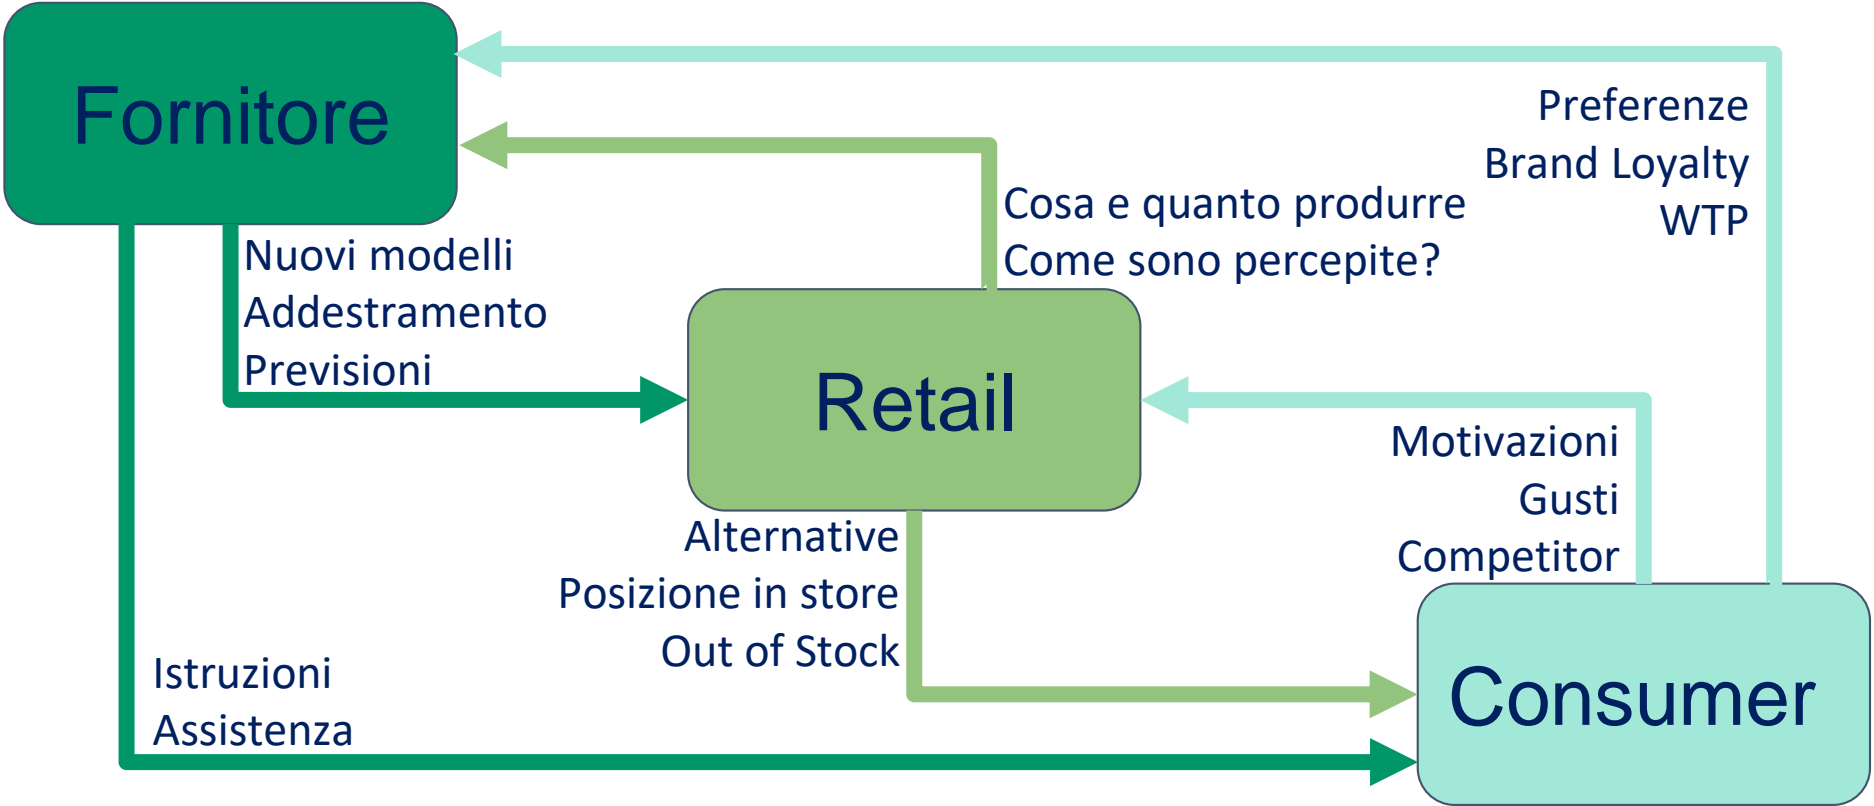 Fornitore
Preferenze
Brand Loyalty
WTP
Cosa e quanto produrre
Come sono percepite?
Nuovi modelli
Addestramento
Previsioni
Retail
Motivazioni
Gusti
Competitor
Alternative
Posizione in store
Out of Stock
Istruzioni
Assistenza
Consumer